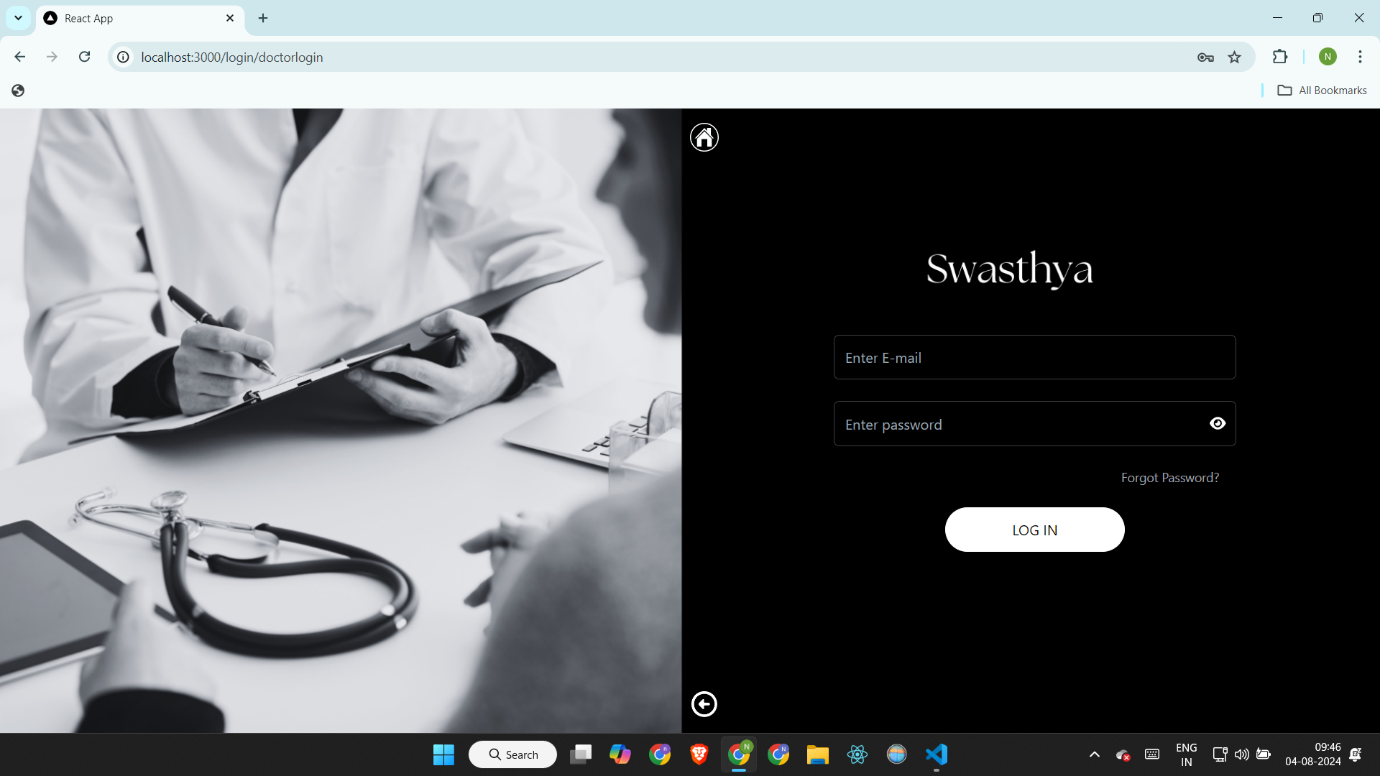 React App
localhost:3000/login/doctorlogin
N
All Bookmarks
Swasthya
Enter E-mail
Enter password
Forgot Password?
LOG IN
Search
N
N
ENG
IN
09:46
04-08-2024